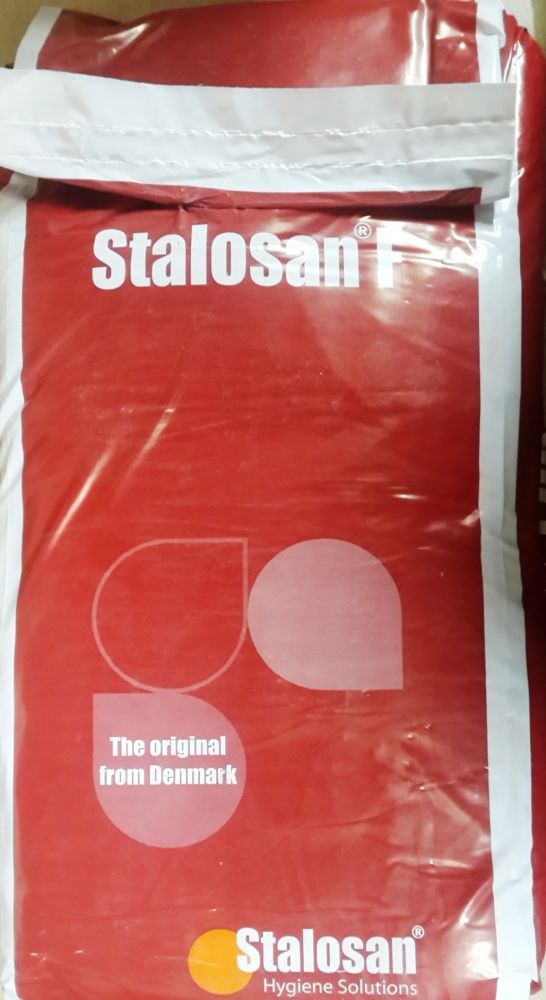 Stalosan® F
The original
from Denmark
Stalosan®
Hygiene Solutions